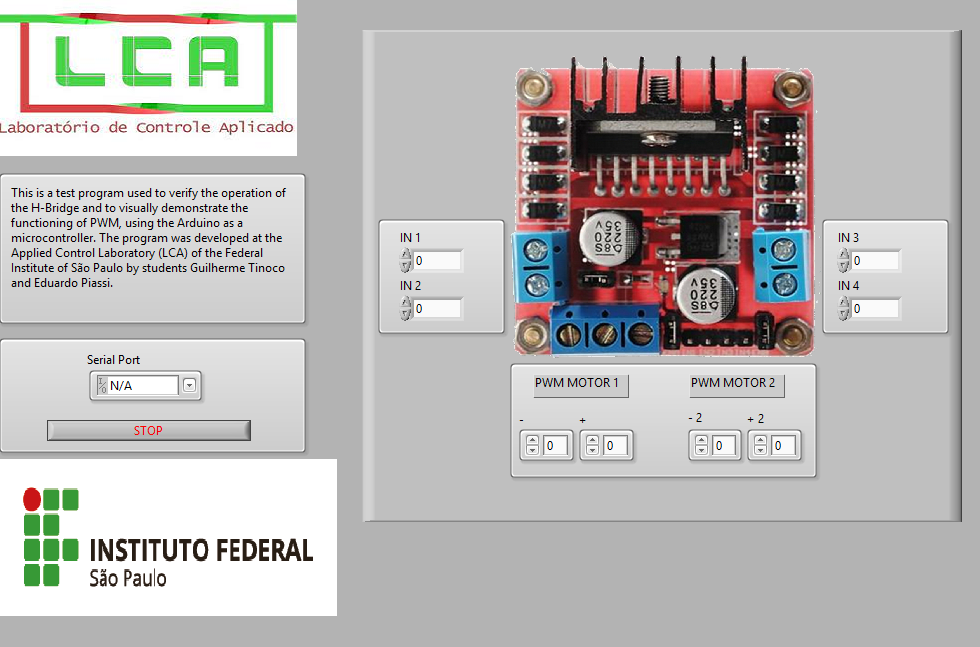 LCA
Laboratório de Controle Aplicado
This is a test program used to verify the operation of
the H-Bridge and to visually demonstrate the
functioning of PWM, using the Arduino as a
microcontroller. The program was developed at the
Applied Control Laboratory (LCA) of the Federal
Institute of São Paulo by students Guilherme Tinoco
and Eduardo Piassi.
Serial Port
I/O N/A
STOP
INSTITUTO FEDERAL
São Paulo
IN 1
0
IN 2
0
IN 3
0
IN 4
0
35V
220
PWM MOTOR 1
PWM MOTOR 2
- + - 2 + 2
0 0 0 0